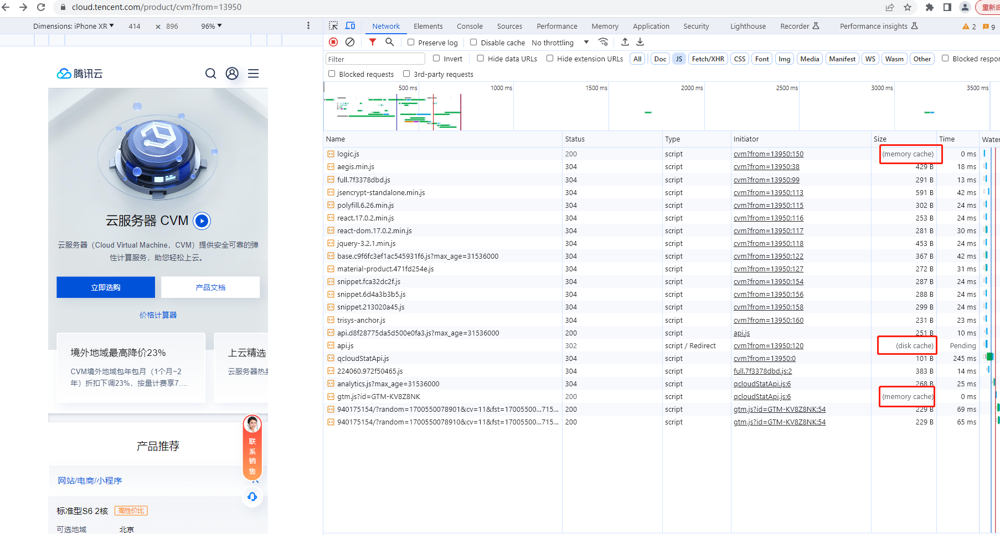 cloud.tencent.com/product/cvm?from=13950
重新启
Dimensions: iPhone XR ▼ 414 × 896 96% ▼
Network Elements Console Sources Performance Memory Application Security Lighthouse Recorder Performance insights 2 9
Preserve log Disable cache No throttling ▼
Filter Invert Hide data URLs Hide extension URLs All Doc JS Fetch/XHR CSS Font Img Media Manifest WS Wasm Other Blocked respor
Blocked requests 3rd-party requests
500 ms 1000 ms 1500 ms 2000 ms 2500 ms 3000 ms 3500 ms
Name Status Type Initiator Size Time Water
logic.js 200 script cvm?from=13950:150 (memory cache) 0 ms
aegis.min.js 304 script cvm?from=13950:38 429 B 18 ms
full.7f3378dbd.js 304 script cvm?from=13950:99 291 B 13 ms
jsencrypt-standalone.min.js 304 script cvm?from=13950:113 591 B 42 ms
polyfill.6.26.min.js 304 script cvm?from=13950:115 302 B 24 ms
react.17.0.2.min.js 304 script cvm?from=13950:116 253 B 24 ms
react-dom.17.0.2.min.js 304 script cvm?from=13950:117 281 B 30 ms
jquery-3.2.1.min.js 304 script cvm?from=13950:118 453 B 24 ms
base.c9f6fc3ef1ac545931f6.js?max_age=31536000 304 script cvm?from=13950:122 367 B 42 ms
material-product.471fd254e.js 304 script cvm?from=13950:127 272 B 31 ms
snippet.fca32dc2f.js 304 script cvm?from=13950:154 287 B 24 ms
snippet.6d4a3b3b5.js 304 script cvm?from=13950:156 288 B 24 ms
snippet.213020a45.js 304 script cvm?from=13950:158 299 B 24 ms
trisys-anchor.js 304 script cvm?from=13950:160 231 B 23 ms
api.d8f28775da5d500e0fa3.js?max_age=31536000 200 script api.js 251 B 10 ms
api.js 302 script / Redirect cvm?from=13950:120 (disk cache) Pending
qcloudStatApi.js 304 script cvm?from=13950:0 101 B 245 ms
224060.972f50465.js 304 script full.7f3378dbd.js:2 383 B 14 ms
analytics.js?max_age=31536000 304 script qcloudStatApi.js:6 268 B 25 ms
gtm.js?id=GTM-KV8Z8NK 200 script qcloudStatApi.js:6 (memory cache) 0 ms
940175154/?random=1700550078901&cv=11&fst=17005500...715... 200 script gtm.js?id=GTM-KV8Z8NK:54 229 B 69 ms
940175154/?random=1700550078910&cv=11&fst=17005500...715... 200 script gtm.js?id=GTM-KV8Z8NK:54 229 B 65 ms
腾讯云
云服务器 CVM
云服务器（Cloud Virtual Machine，CVM）提供安全可靠的弹
性计算服务，助您轻松上云。
立即选购 产品文档
价格计算器
境外地域最高降价23%
CVM境外地域包年包月（1个月~2
年）折扣下调23%，按量计费享7....
上云精选
云服务器热卖
产品推荐
联系销售
网站/电商/小程序
标准型S6 2核 高性价比
可选地域 北京